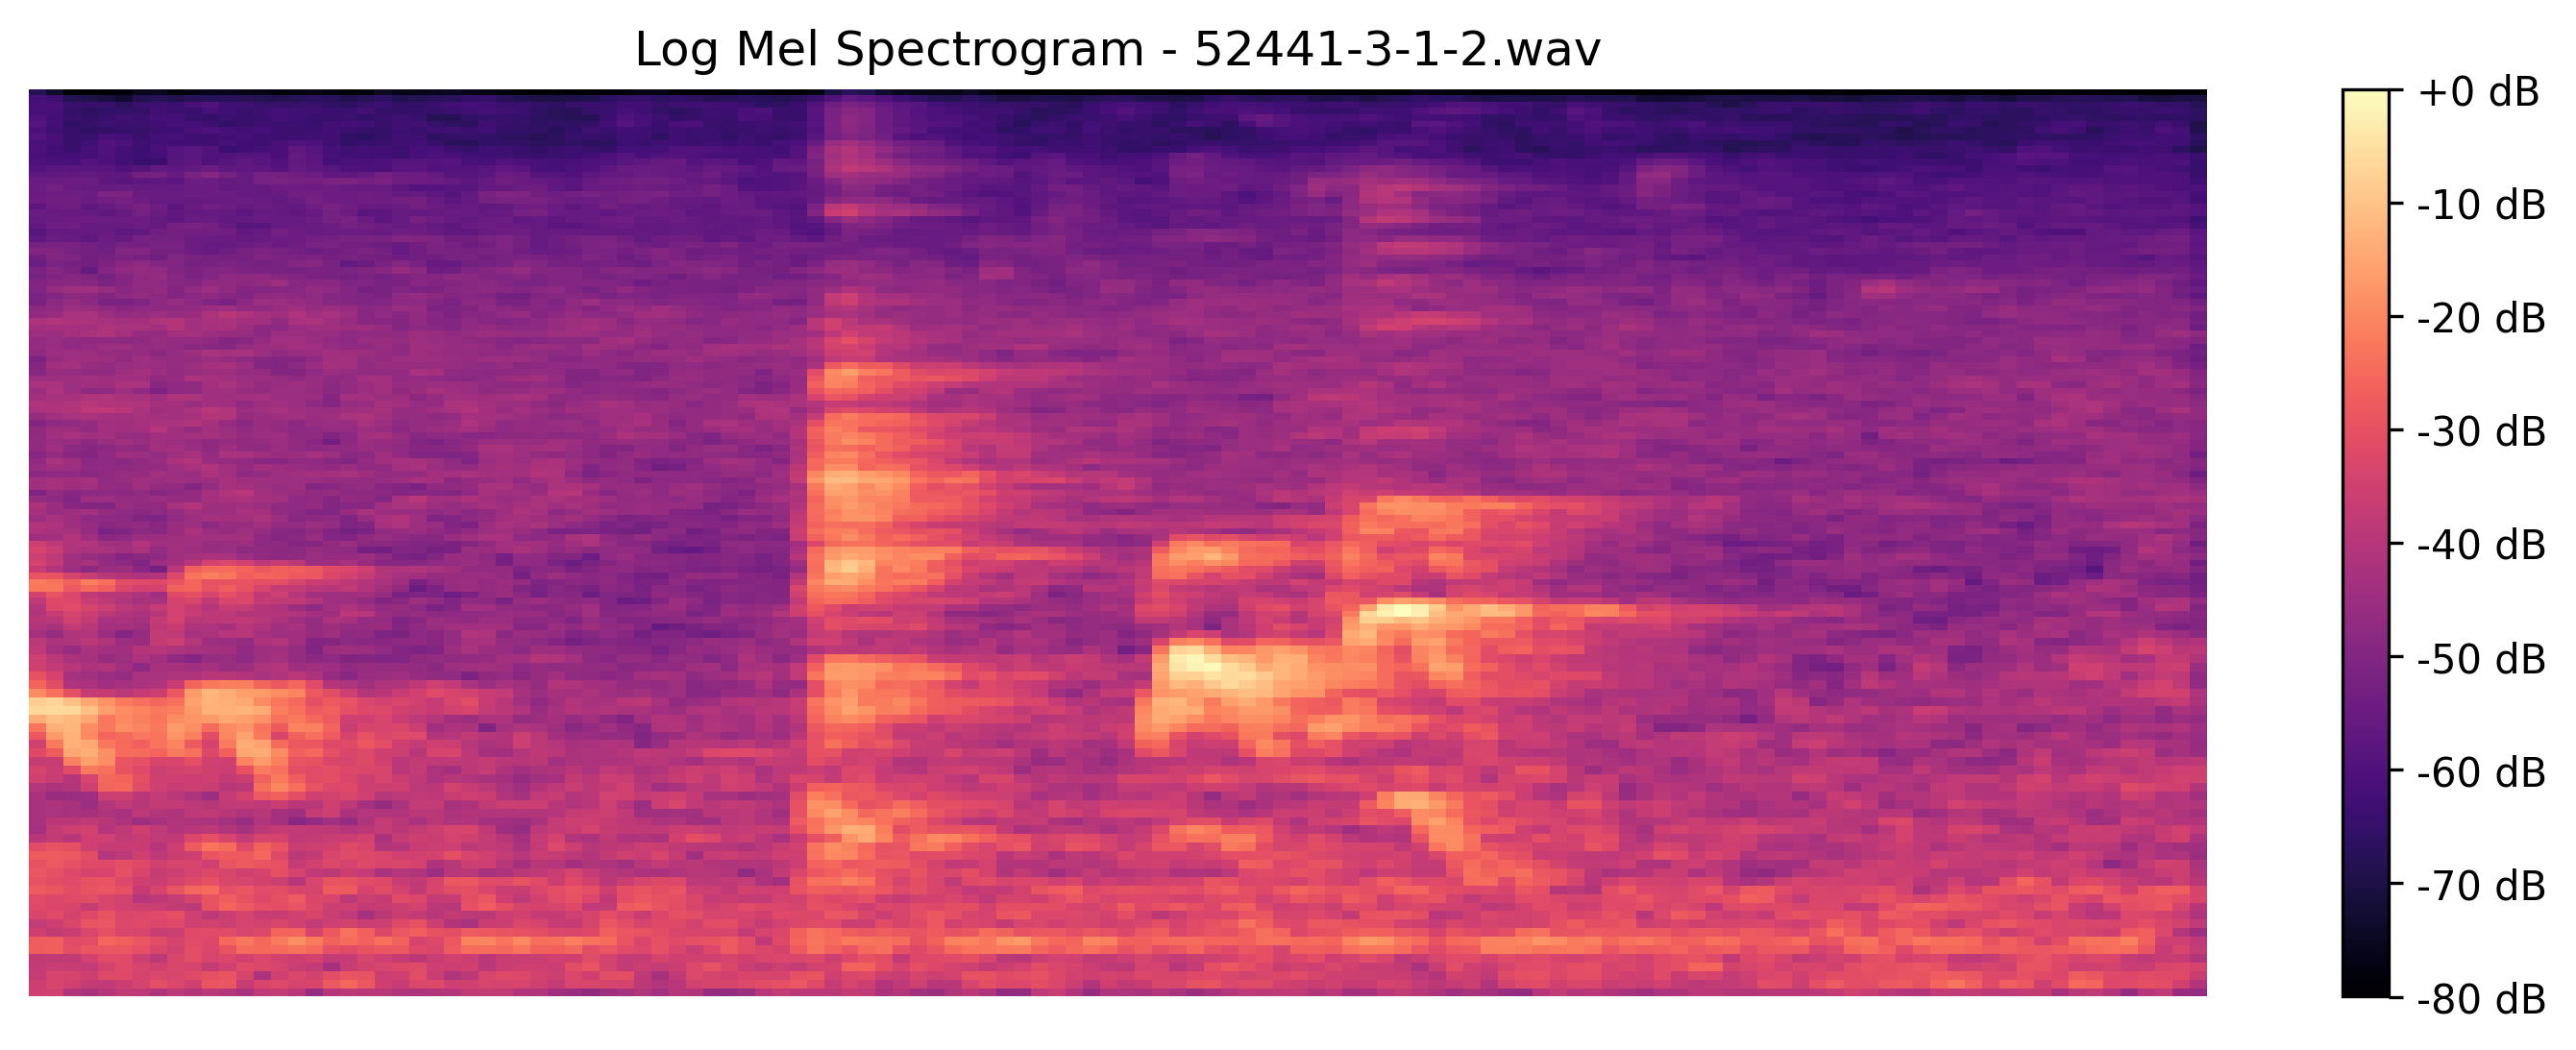 Log Mel Spectrogram - 52441-3-1-2.wav
+0 dB
-10 dB
-20 dB
-30 dB
-40 dB
-50 dB
-60 dB
-70 dB
-80 dB